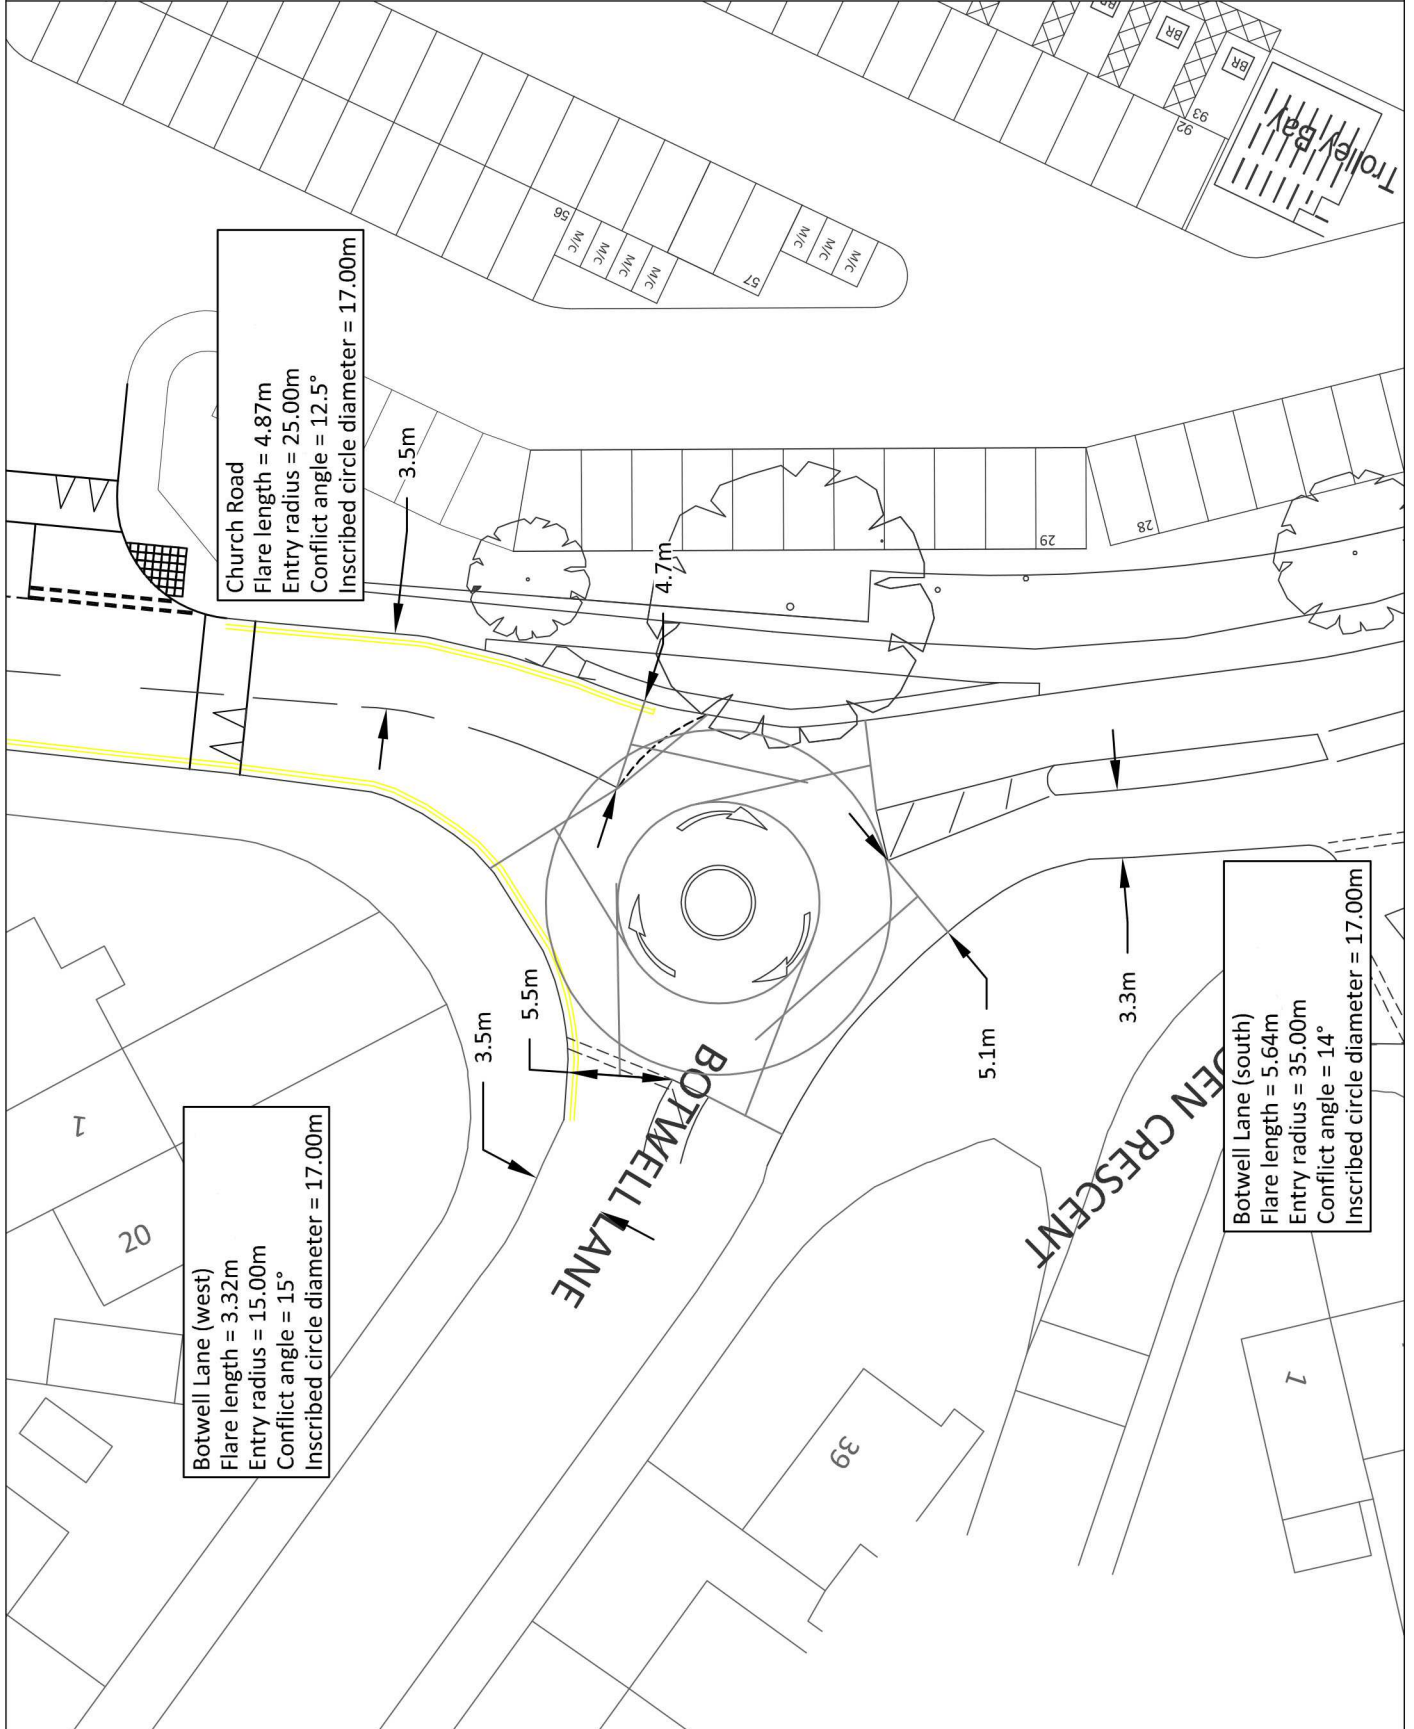 Church Road
Flare length = 4.87m
Entry radius = 25.00m
Conflict angle = 12.5°
Inscribed circle diameter = 17.00m
3.5m
4.7m
Botwell Lane (west)
Flare length = 3.32m
Entry radius = 15.00m
Conflict angle = 15°
Inscribed circle diameter = 17.00m
3.5m
5.5m
BOTWELL LANE
5.1m
3.3m
DEN CRESCENT
Botwell Lane (south)
Flare length = 5.64m
Entry radius = 35.00m
Conflict angle = 14°
Inscribed circle diameter = 17.00m
1
20
39
1
56
M/C
M/C
M/C
M/C
57
M/C
M/C
M/C
29
28
92
93
BR
BR
BR
Trolley Bay